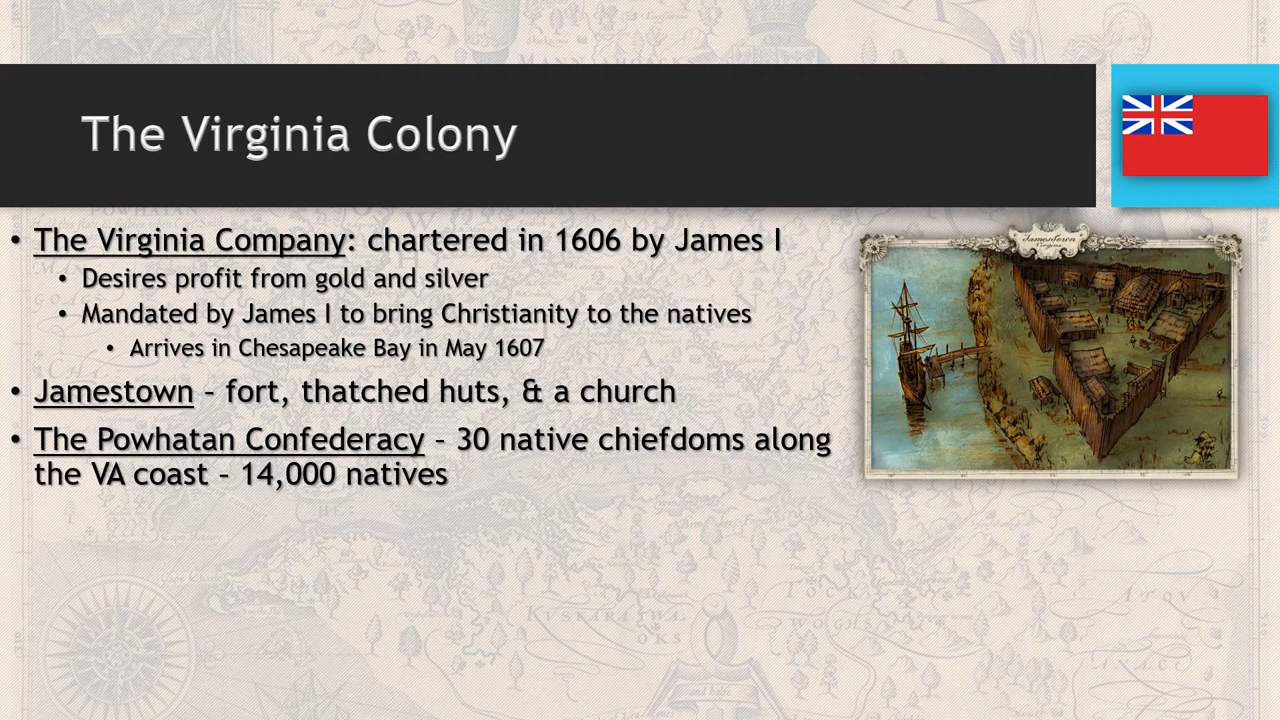 The Virginia Colony
• The Virginia Company: chartered in 1606 by James I
• Desires profit from gold and silver
• Mandated by James I to bring Christianity to the natives
• Arrives in Chesapeake Bay in May 1607
Jamestown
Virginia
• Jamestown – fort, thatched huts, & a church
• The Powhatan Confederacy – 30 native chiefdoms along
the VA coast – 14,000 natives
POWHATAN